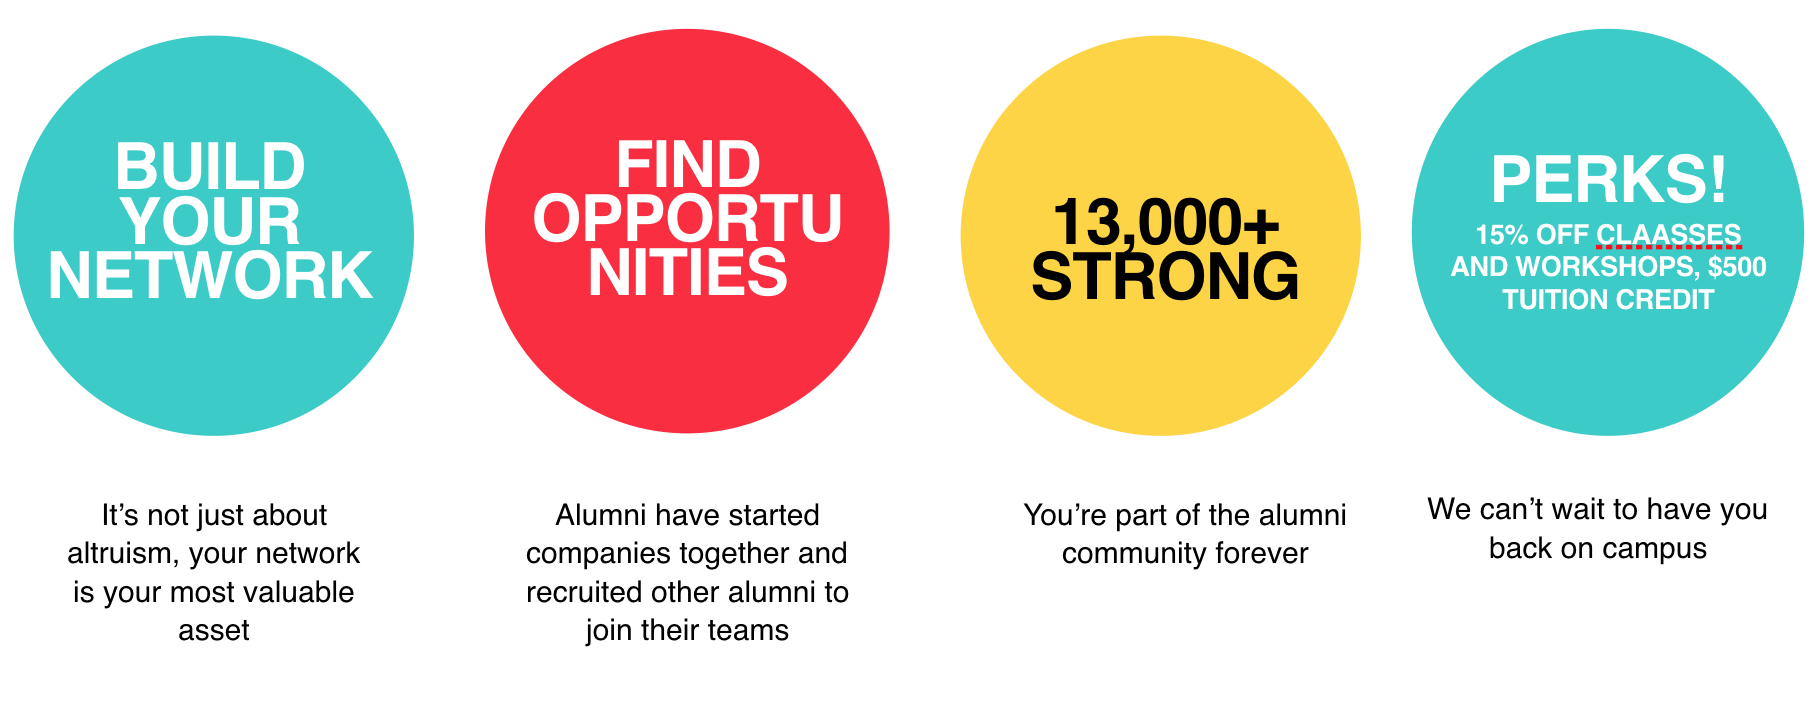 BUILD
YOUR
NETWORK
It’s not just about
altruism, your network
is your most valuable
asset
FIND
OPPORTU
NITIES
Alumni have started
companies together and
recruited other alumni to
join their teams
13,000+
STRONG
You’re part of the alumni
community forever
PERKS!
15% OFF CLAASSES
AND WORKSHOPS, $500
TUITION CREDIT
We can’t wait to have you
back on campus